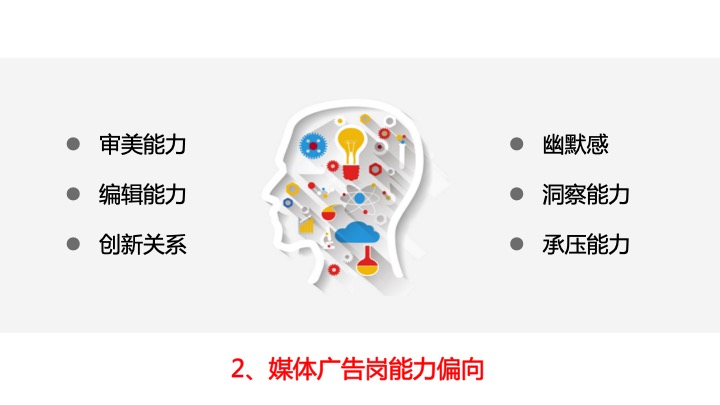 审美能力
编辑能力
创新关系
幽默感
洞察能力
承压能力
2、媒体广告岗能力偏向